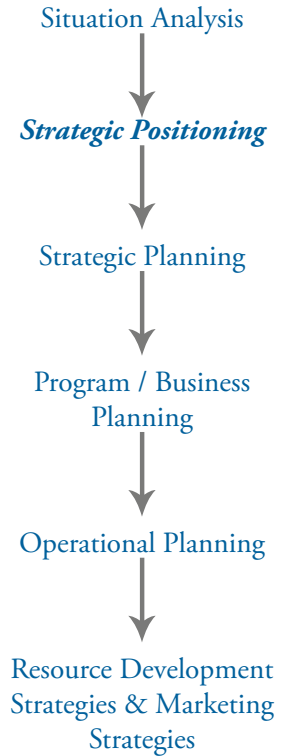 Situation Analysis
Strategic Positioning
Strategic Planning
Program / Business
Planning
Operational Planning
Resource Development
Strategies & Marketing
Strategies